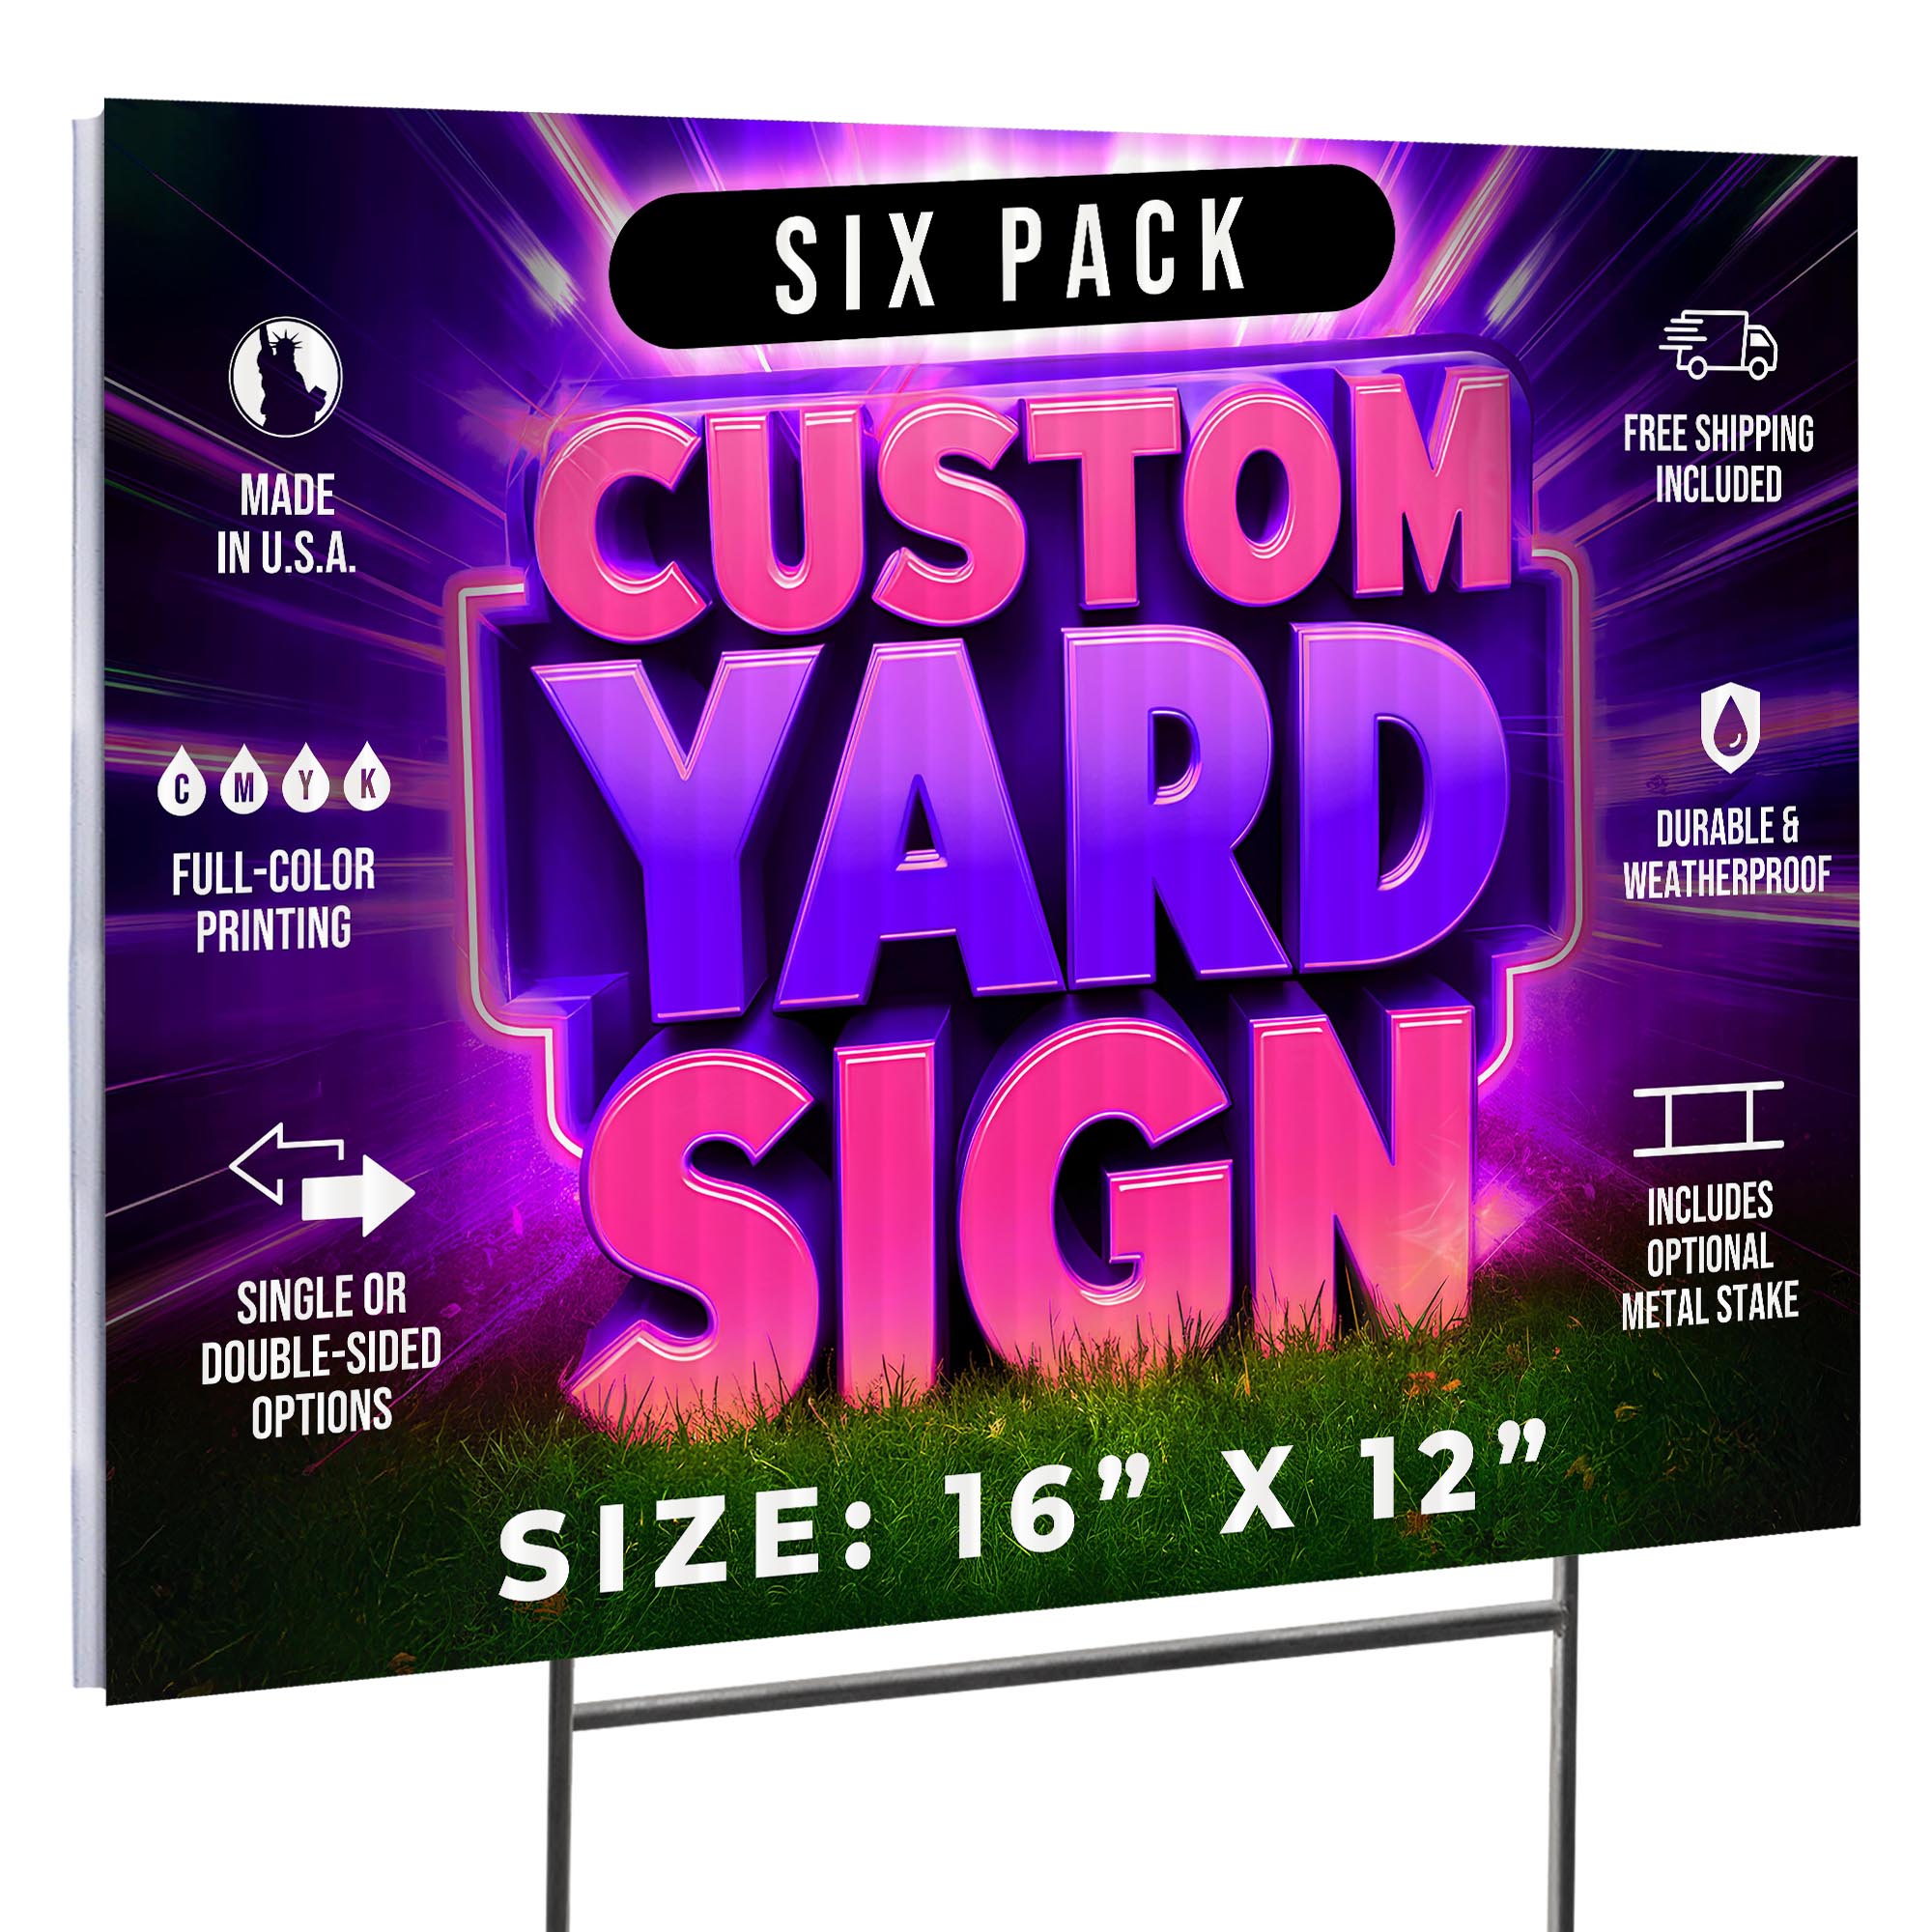 SIX PACK
CUSTOM
YARD
SIGN
MADE
IN U.S.A.
C M Y K
FULL-COLOR
PRINTING
SINGLE OR
DOUBLE-SIDED
OPTIONS
FREE SHIPPING
INCLUDED
DURABLE &
WEATHERPROOF
INCLUDES
OPTIONAL
METAL STAKE
SIZE: 16” X 12”